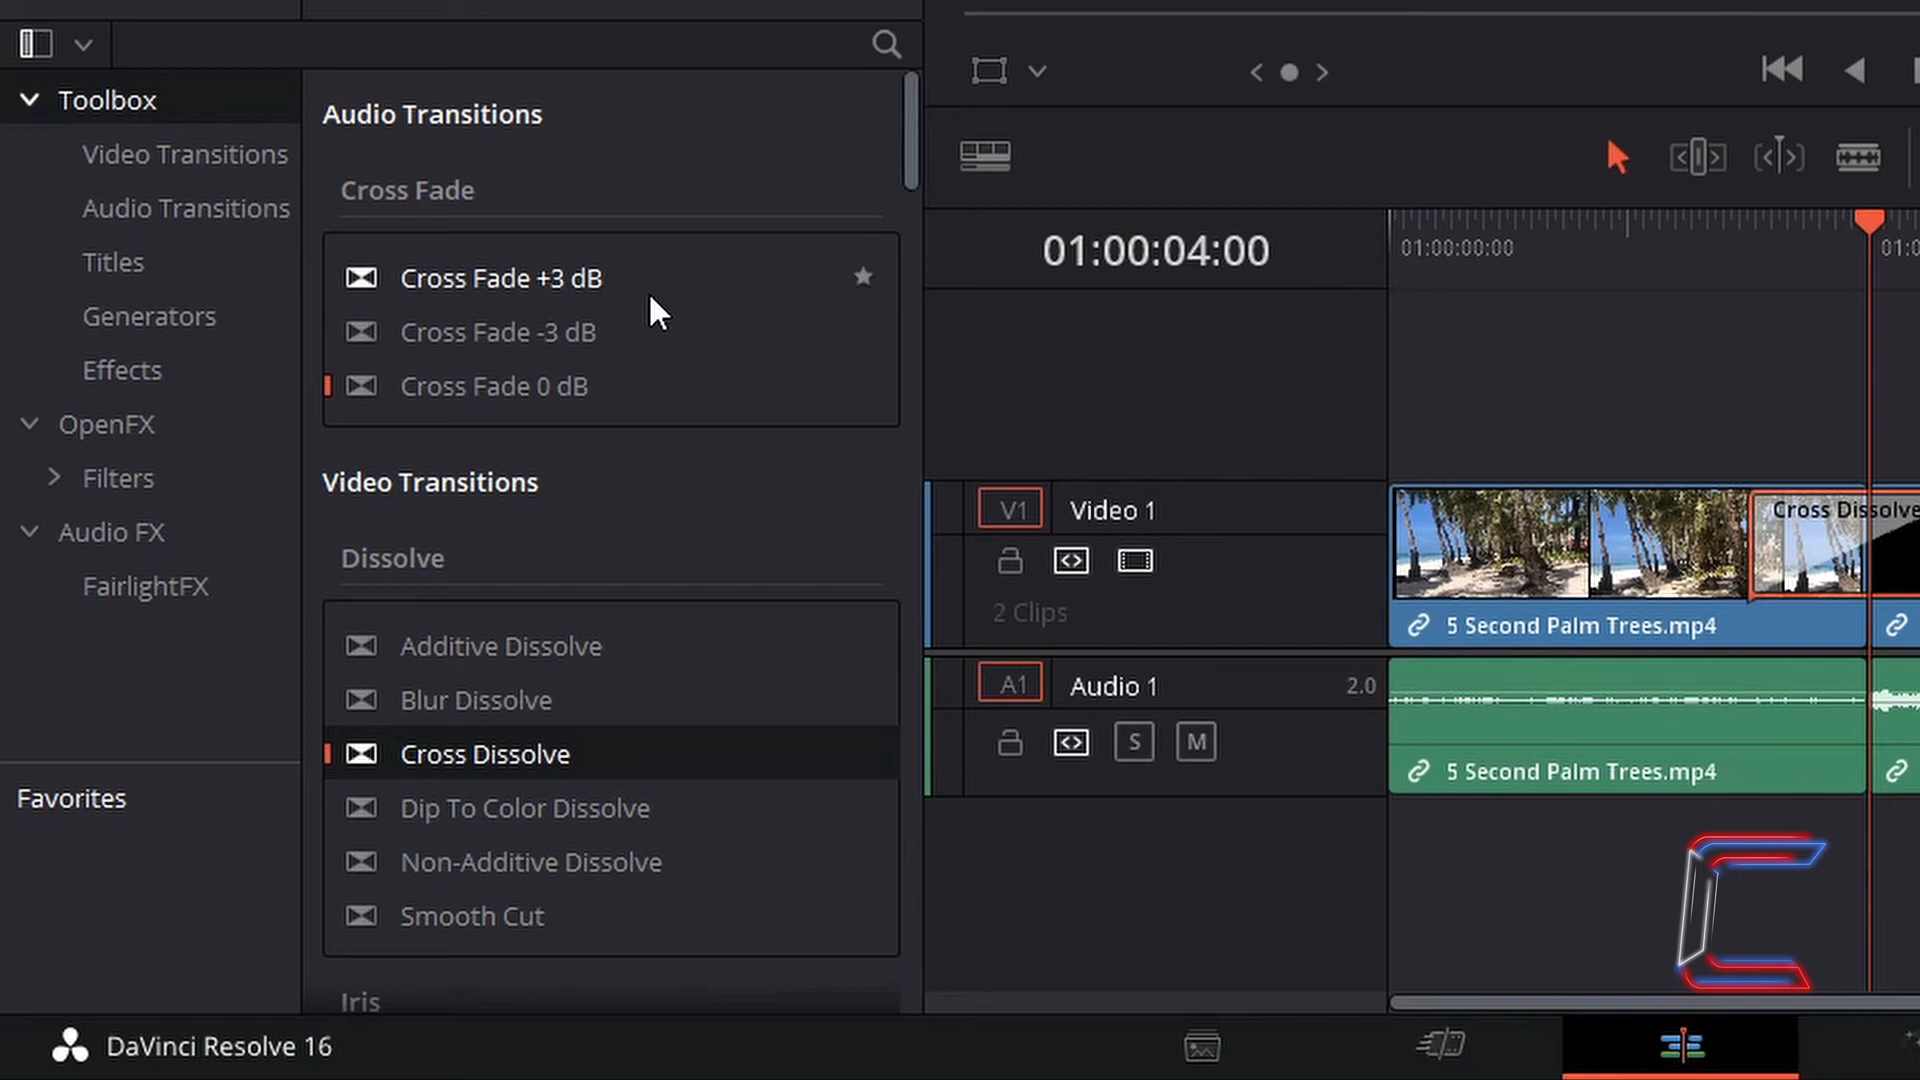 Toolbox
Video Transitions
Audio Transitions
Titles
Generators
Effects
OpenFX
Filters
Audio FX
FairlightFX
Favorites
Audio Transitions
Cross Fade
Cross Fade +3 dB
Cross Fade -3 dB
Cross Fade 0 dB
Video Transitions
Dissolve
Additive Dissolve
Blur Dissolve
Cross Dissolve
Dip To Color Dissolve
Non-Additive Dissolve
Smooth Cut
Iris
01:00:04:00
01:00:00:00
01:0
V1 Video 1
2 Clips
Cross Dissolve
5 Second Palm Trees.mp4
A1 Audio 1 2.0
S M
5 Second Palm Trees.mp4
DaVinci Resolve 16